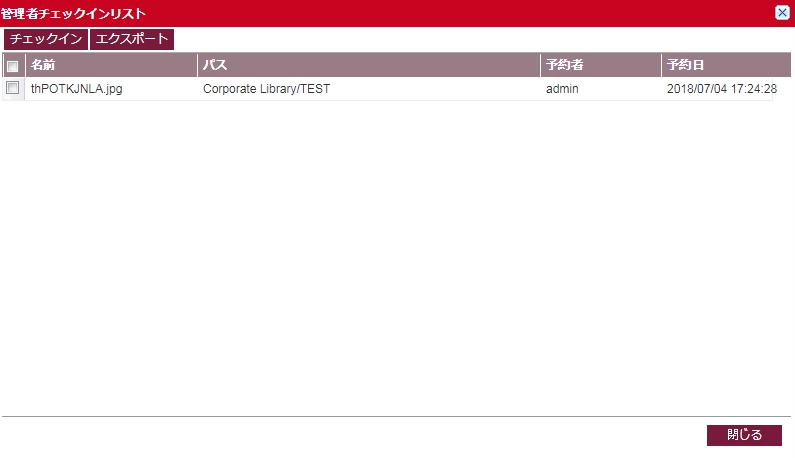 管理者チェックインリスト
チェックイン エクスポート
名前 パス 予約者 予約日
thPOTKJNLA.jpg Corporate Library/TEST admin 2018/07/04 17:24:28
閉じる